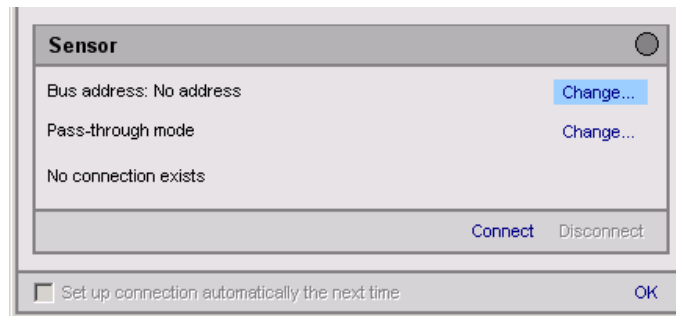 Sensor
Bus address: No address Change...
Pass-through mode Change...
No connection exists
Connect Disconnect
Set up connection automatically the next time OK